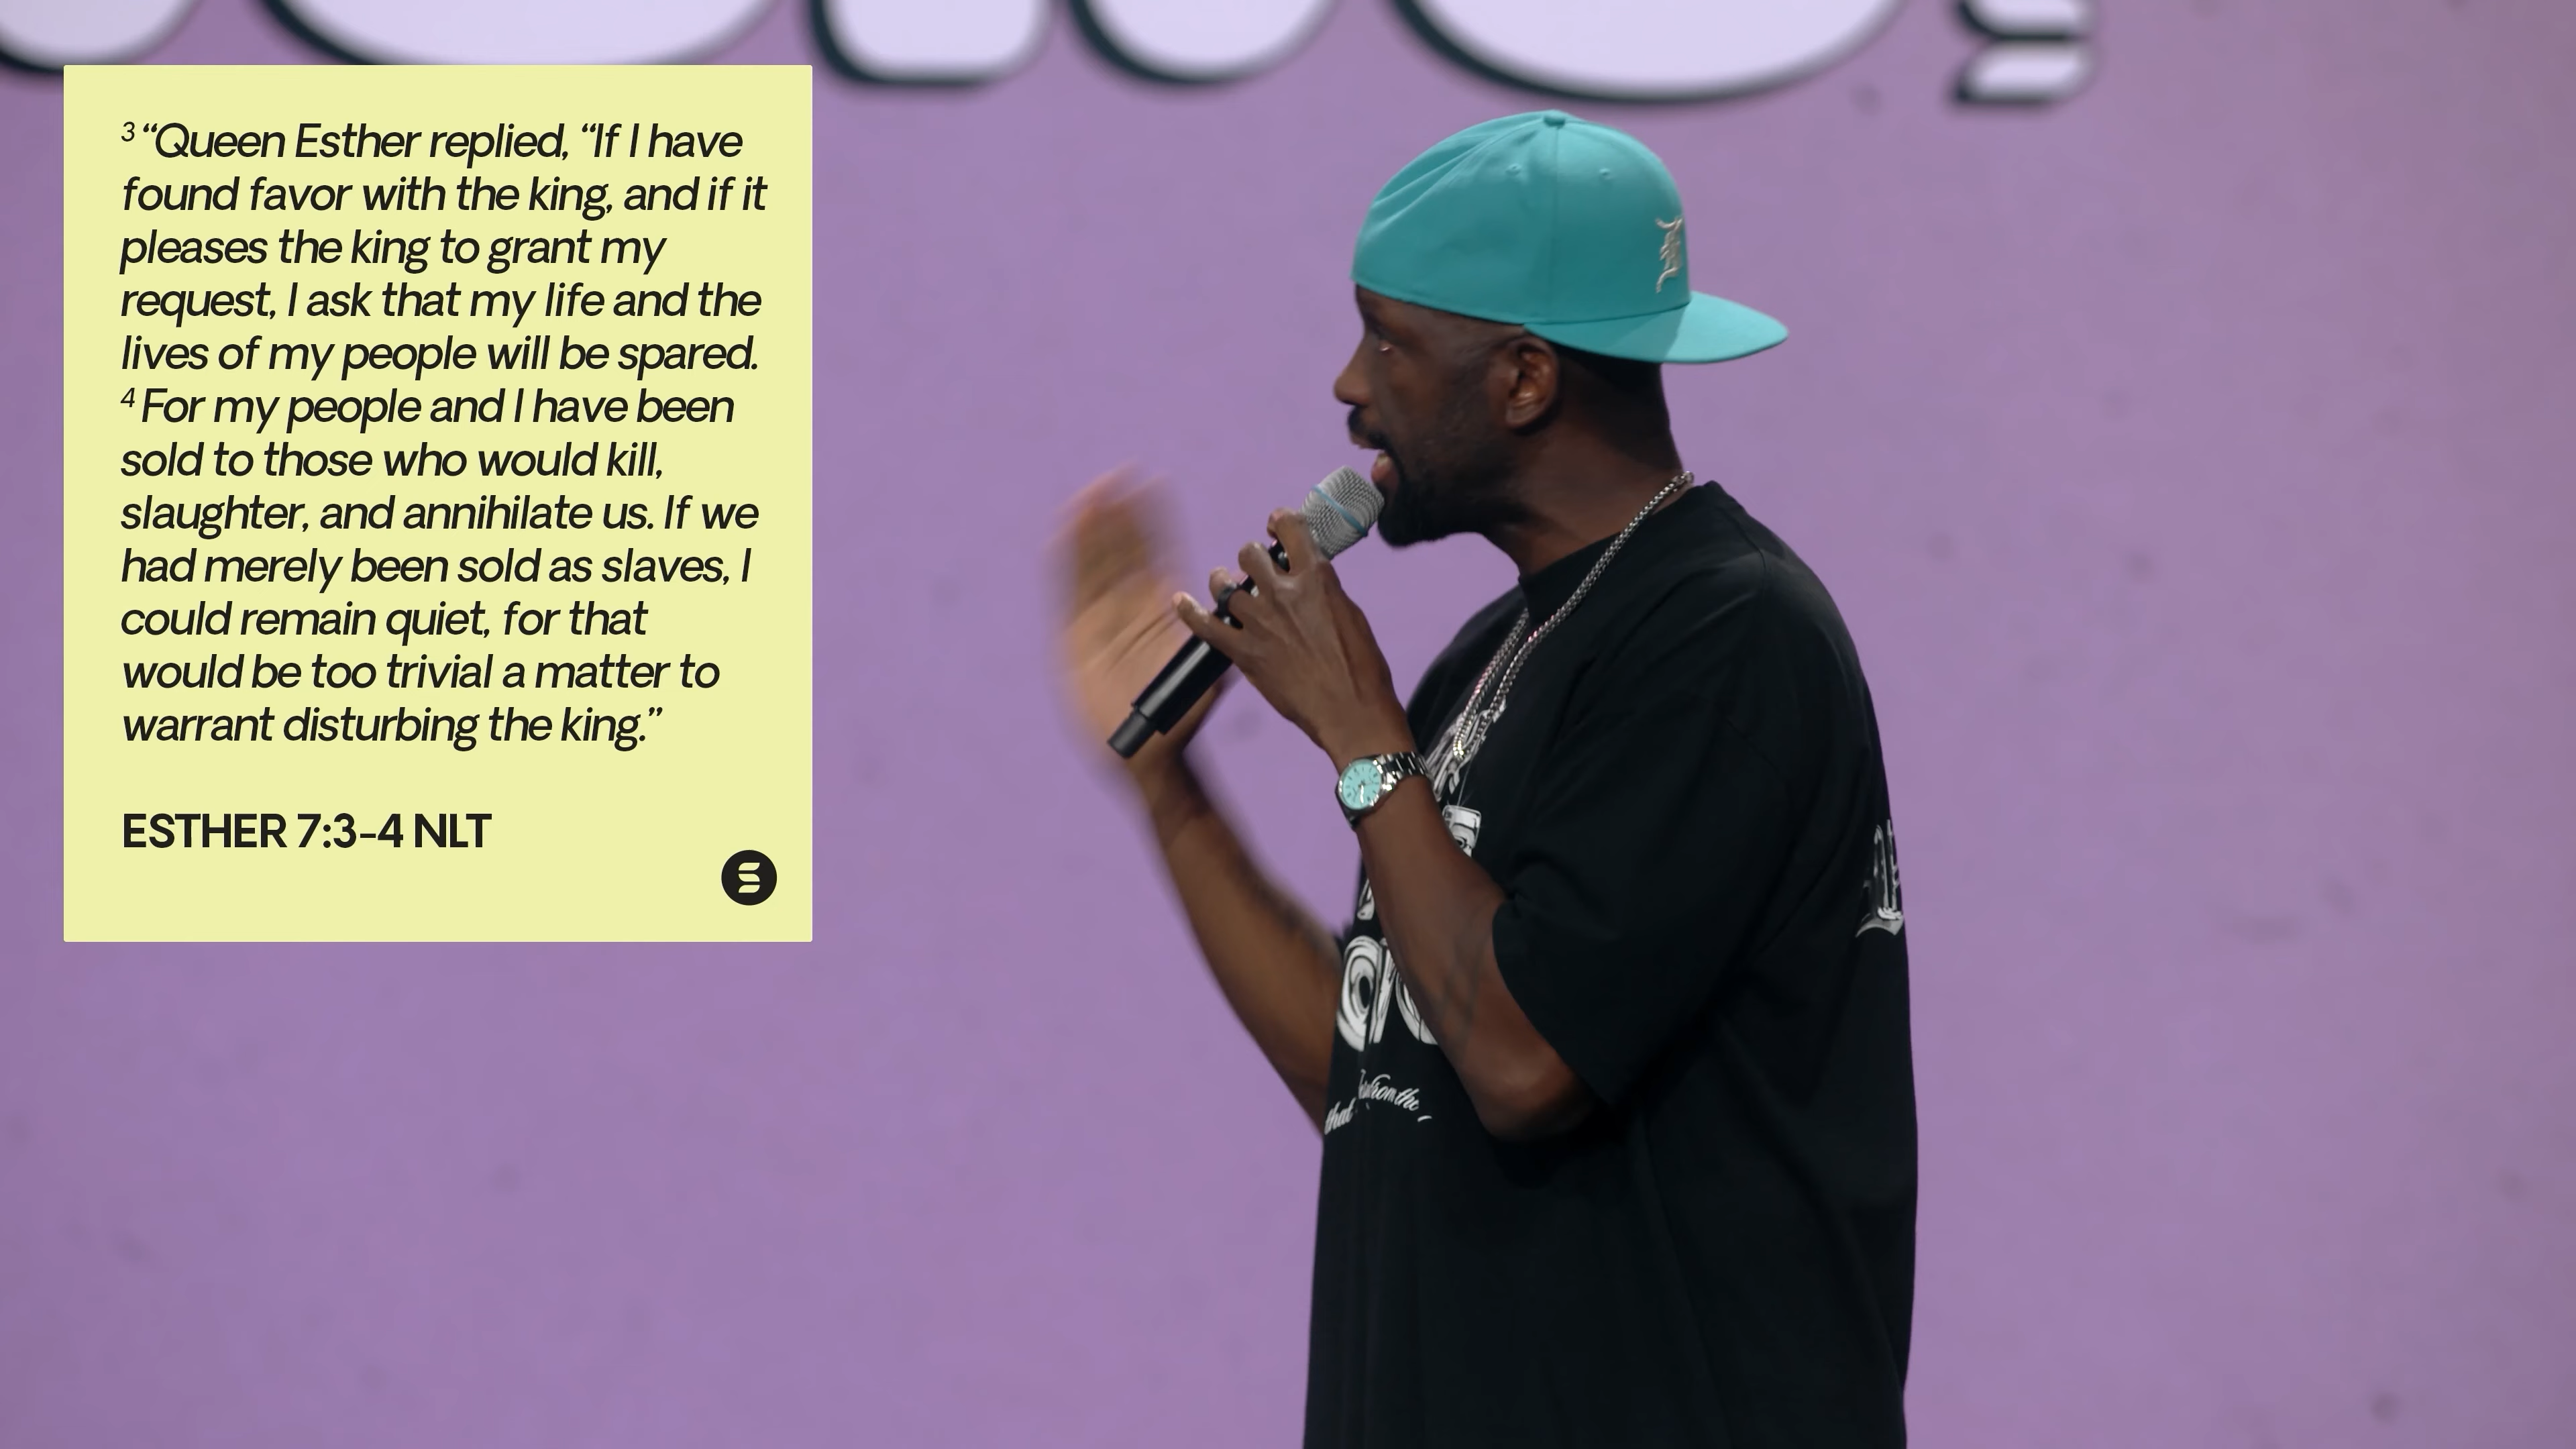 3 “Queen Esther replied, “If I have
found favor with the king, and if it
pleases the king to grant my
request, I ask that my life and the
lives of my people will be spared.
4 For my people and I have been
sold to those who would kill,
slaughter, and annihilate us. If we
had merely been sold as slaves, I
could remain quiet, for that
would be too trivial a matter to
warrant disturbing the king.”
ESTHER 7:3-4 NLT
from the
that